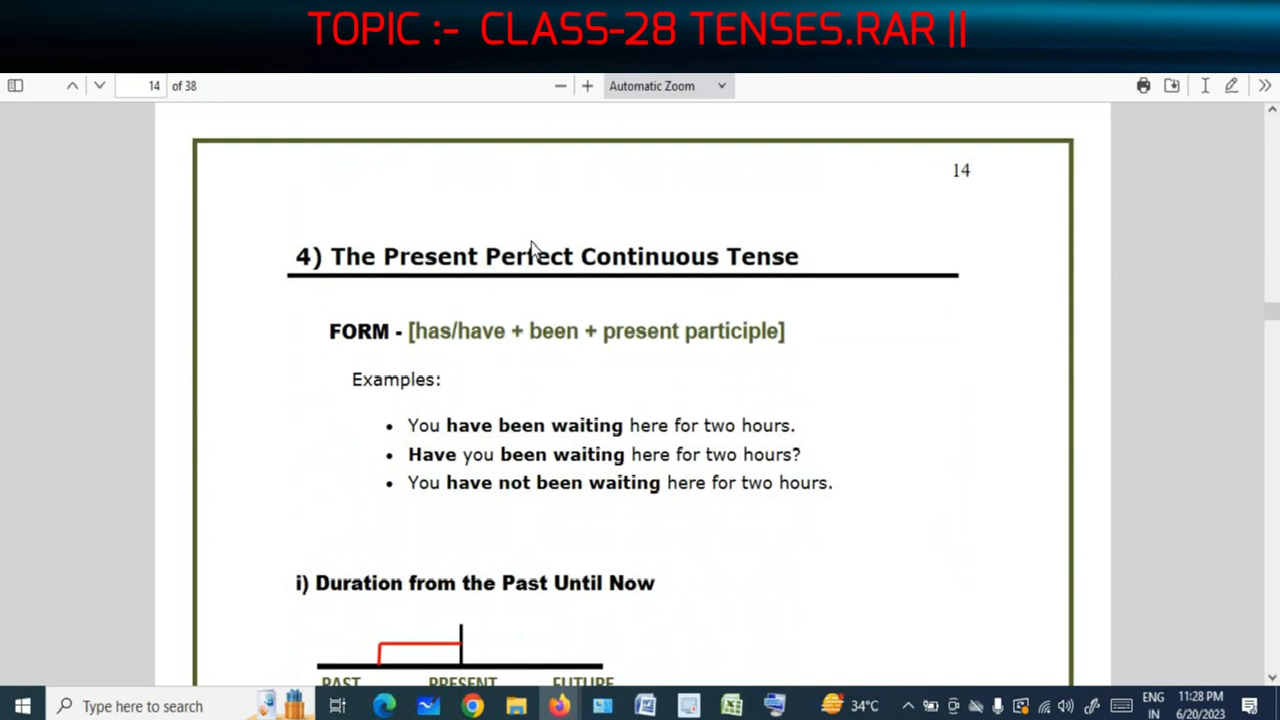 TOPIC :- CLASS-28 TENSES.RAR ||
14 of 38
Automatic Zoom
14
4) The Present Perfect Continuous Tense
FORM - [has/have + been + present participle]
Examples:
• You have been waiting here for two hours.
• Have you been waiting here for two hours?
• You have not been waiting here for two hours.
i) Duration from the Past Until Now
PAST PRESENT FUTURE
Type here to search
34°C
ENG
IN
11:28 PM
6/20/2023